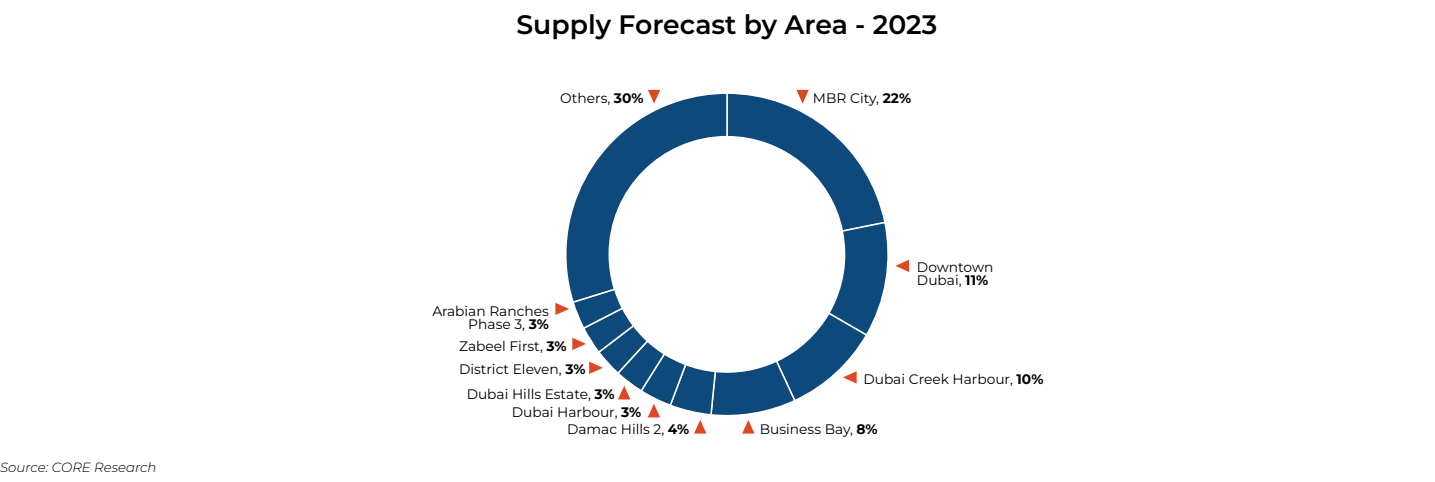 Supply Forecast by Area - 2023
Others, 30%
MBR City, 22%
Downtown
Dubai, 11%
Dubai Creek Harbour, 10%
Business Bay, 8%
Damac Hills 2, 4%
Dubai Harbour, 3%
Dubai Hills Estate, 3%
District Eleven, 3%
Zabeel First, 3%
Arabian Ranches
Phase 3, 3%
Source: CORE Research